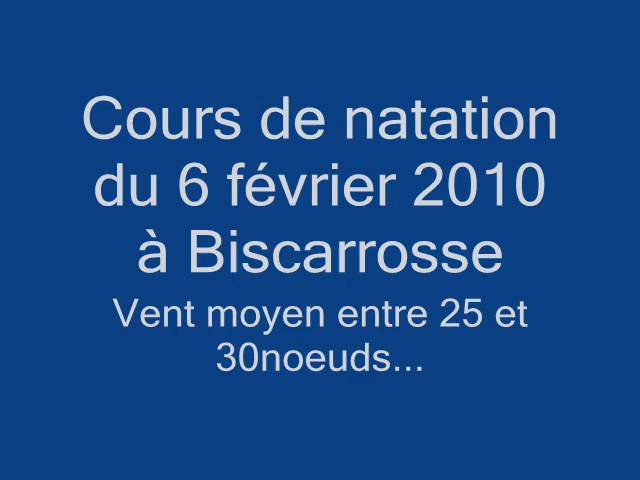 Cours de natation
du 6 février 2010
à Biscarrosse
Vent moyen entre 25 et
30noeuds...